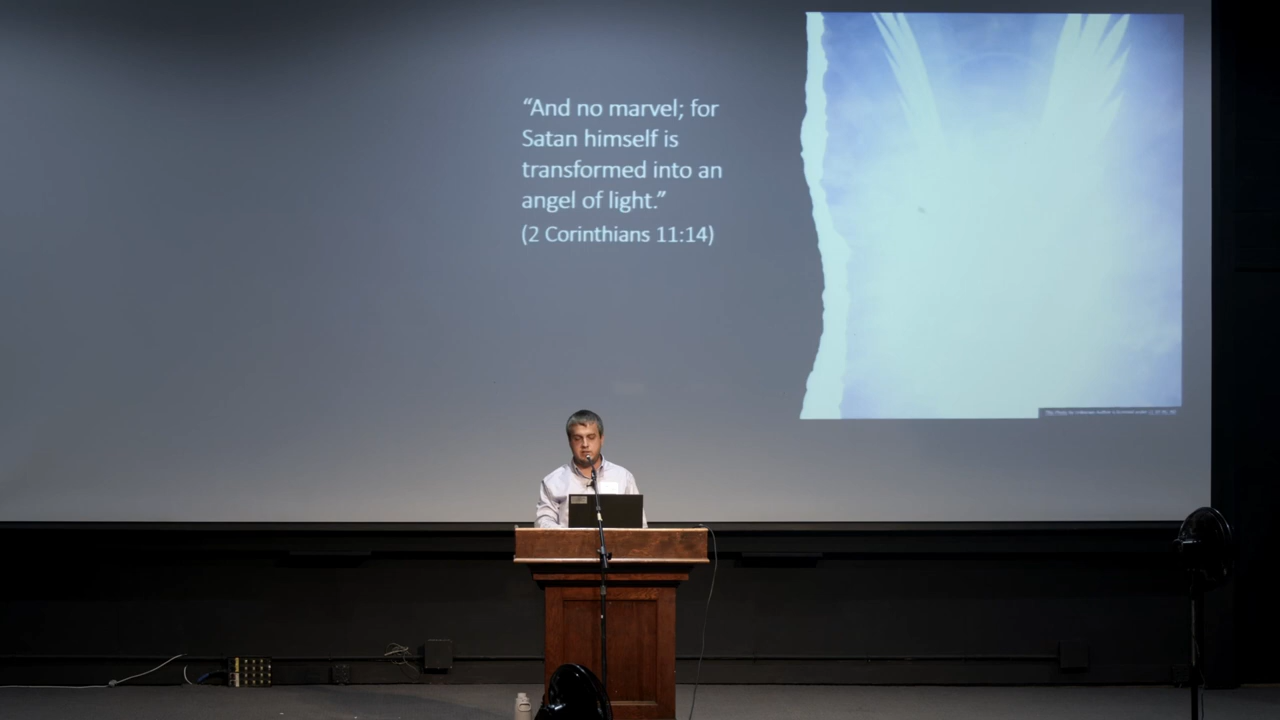 “And no marvel; for
Satan himself is
transformed into an
angel of light.”
(2 Corinthians 11:14)